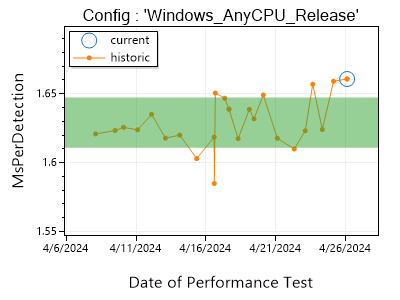 Config : 'Windows_AnyCPU_Release'
current
historic
MsPerDetection
1.65
1.6
1.55
4/6/2024
4/11/2024
4/16/2024
4/21/2024
4/26/2024
Date of Performance Test